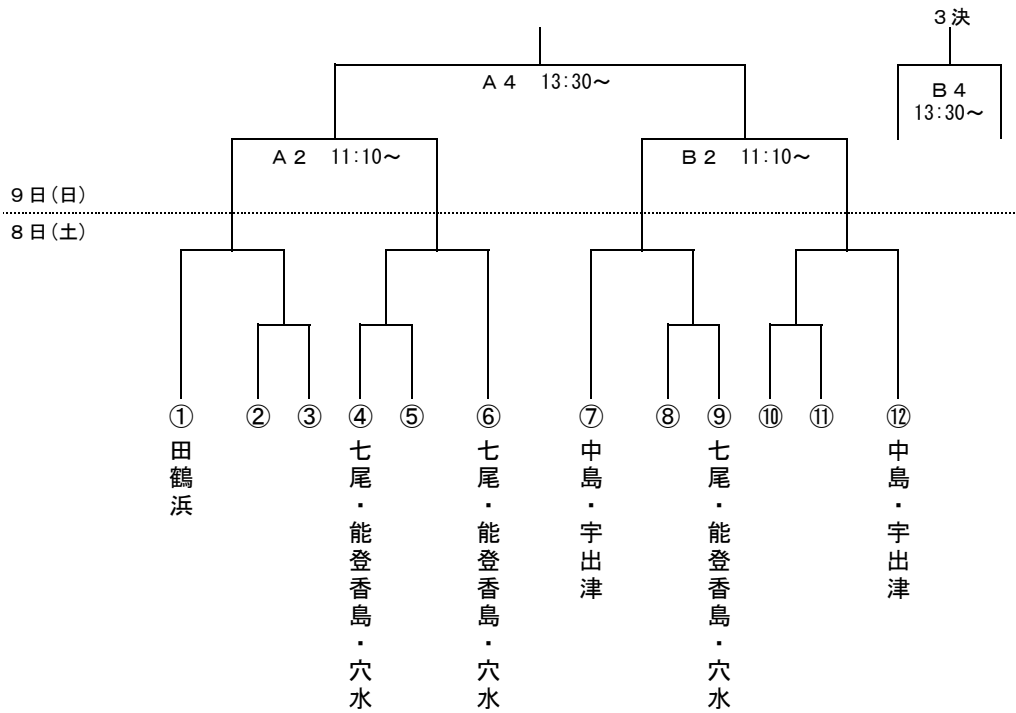 3決
A4 13:30～
B4
13:30～
A2 11:10～
B2 11:10～
9日(日)
8日(土)
① ② ③ ④ ⑤ ⑥ ⑦ ⑧ ⑨ ⑩ ⑪ ⑫
田鶴浜
七尾・能登香島・穴水
七尾・能登香島・穴水
中島・宇出津
七尾・能登香島・穴水
中島・宇出津